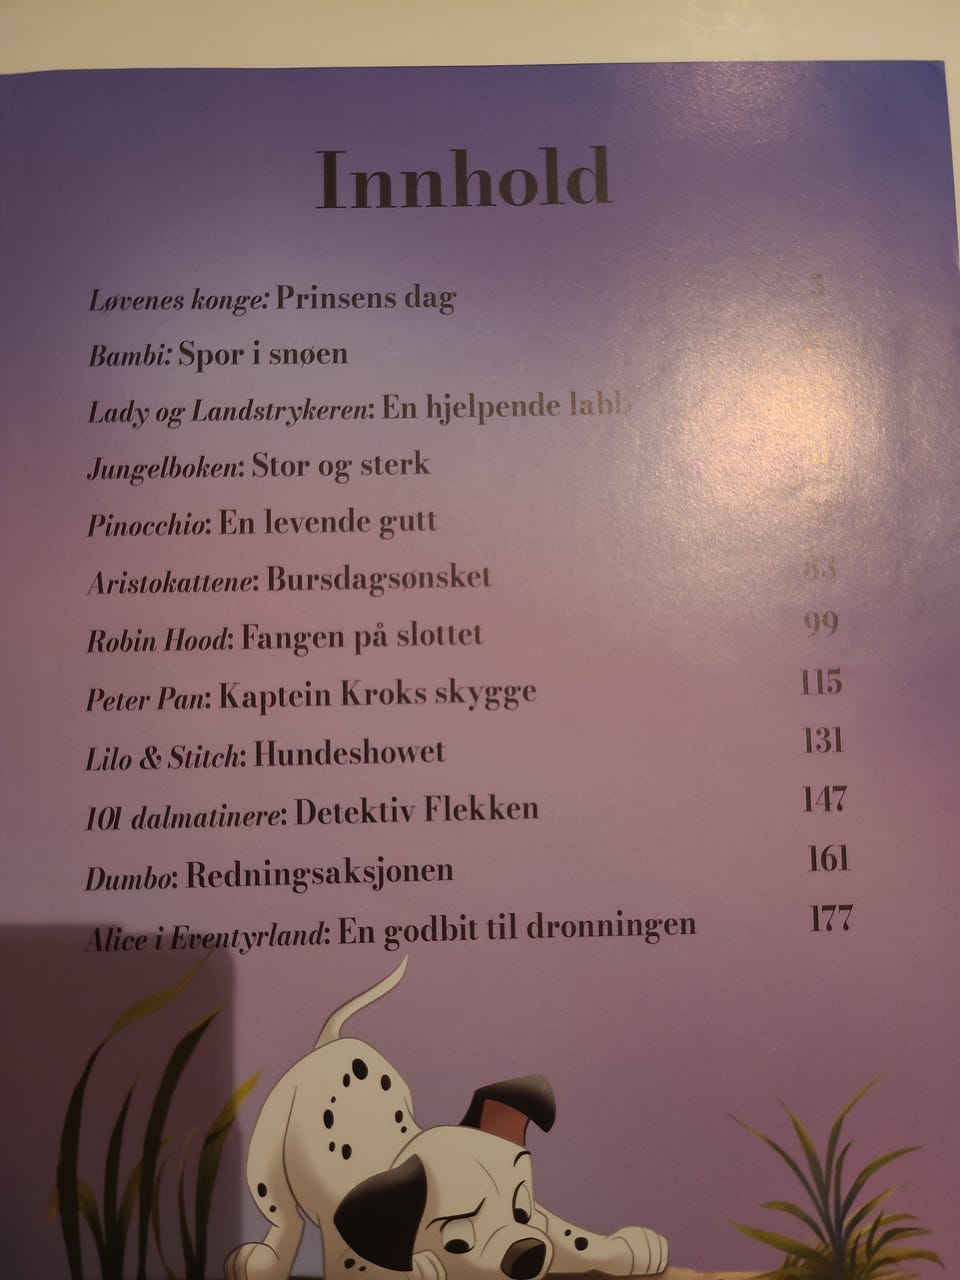 Innhold
Løvenes konge: Prinsens dag
Bambi: Spor i snøen
Lady og Landstrykeren: En hjelpende labb
Jungelboken: Stor og sterk
Pinocchio: En levende gutt
Aristokattene: Bursdagsønsket 83
Robin Hood: Fangen på slottet 99
Peter Pan: Kaptein Kroks skygge 115
Lilo & Stitch: Hundeshowet 131
101 dalmatinere: Detektiv Flekken 147
Dumbo: Redningsaksjonen 161
Alice i Eventyrland: En godbit til dronningen 177